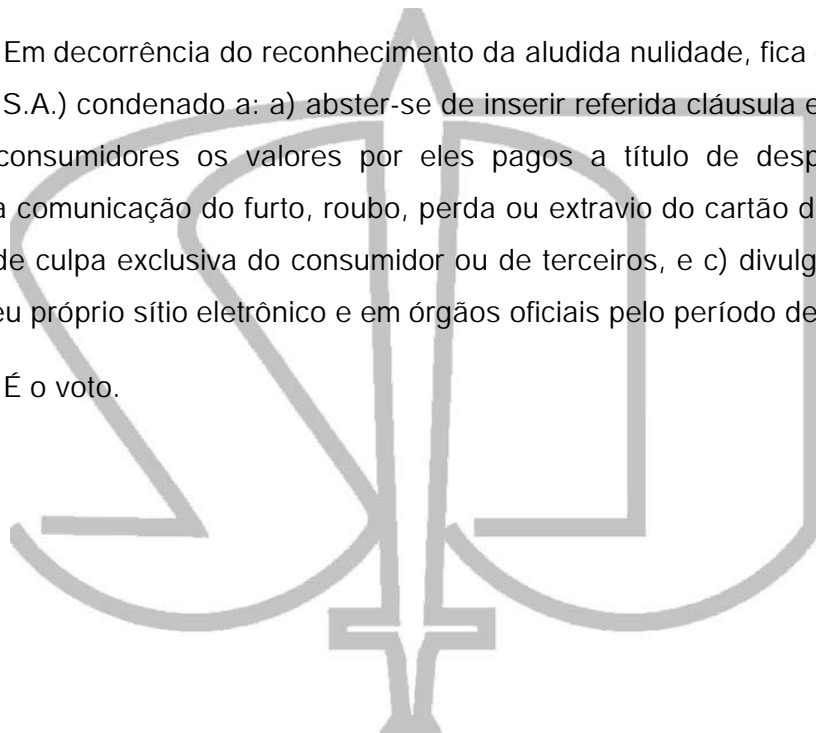 Em decorrência do reconhecimento da aludida nulidade, fica
S.A.) condenado a: a) abster-se de inserir referida cláusula e
consumidores os valores por eles pagos a título de desp
a comunicação do furto, roubo, perda ou extravio do cartão d
de culpa exclusiva do consumidor ou de terceiros, e c) divulg
eu próprio sítio eletrônico e em órgãos oficiais pelo período de
É o voto.